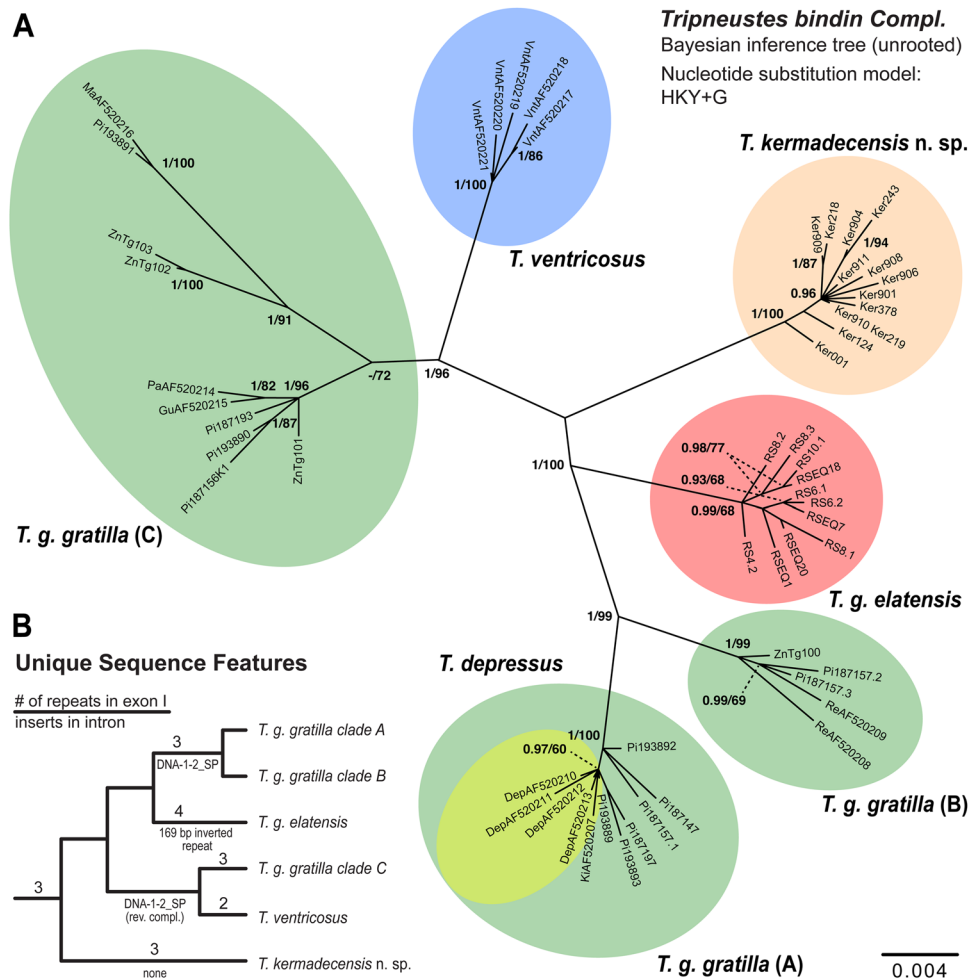 A
Tripneustes bindin Compl.
Bayesian inference tree (unrooted)
Nucleotide substitution model:
HKY+G
MaAF520216
Pi193891
1/100
ZnTg103
ZnTg102
1/100
1/91
-/72
PaAF520214
GuAF520215
Pi187193
Pi193890
Pi187156K1
ZnTg101
1/82
1/96
1/87
T. g. gratilla (C)
VntAF520221
VntAF520220
VntAF520219
VntAF520218
VntAF520217
1/86
1/100
T. ventricosus
1/96
T. kermadecensis n. sp.
Ker909
Ker218
Ker904
Ker243
1/94
1/87
Ker911
Ker908
Ker906
0.96
Ker901
Ker378
Ker910 Ker219
1/100
Ker124
Ker001
1/100
0.98/77
0.93/68
0.99/68
RS8.2
RS8.3
RS10.1
RSEQ18
RS6.1
RS6.2
RSEQ7
RS8.1
RSEQ20
RSEQ1
RS4.2
T. g. elatensis
1/99
1/99
ZnTg100
Pi187157.2
Pi187157.3
ReAF520209
ReAF520208
0.99/69
T. g. gratilla (B)
T. depressus
1/100
0.97/60
Pi193892
DepAF520210
DepAF520211
DepAF520212
DepAF520213
KiAF520207
Pi193889
Pi193893
Pi187197
Pi187157.1
Pi187147
T. g. gratilla (A)
0.004
B
Unique Sequence Features
# of repeats in exon I
inserts in intron
3
3
DNA-1-2_SP
T. g. gratilla clade A
T. g. gratilla clade B
4
169 bp inverted
repeat
T. g. elatensis
DNA-1-2_SP
(rev. compl.)
3
T. g. gratilla clade C
2
T. ventricosus
3
none
T. kermadecensis n. sp.